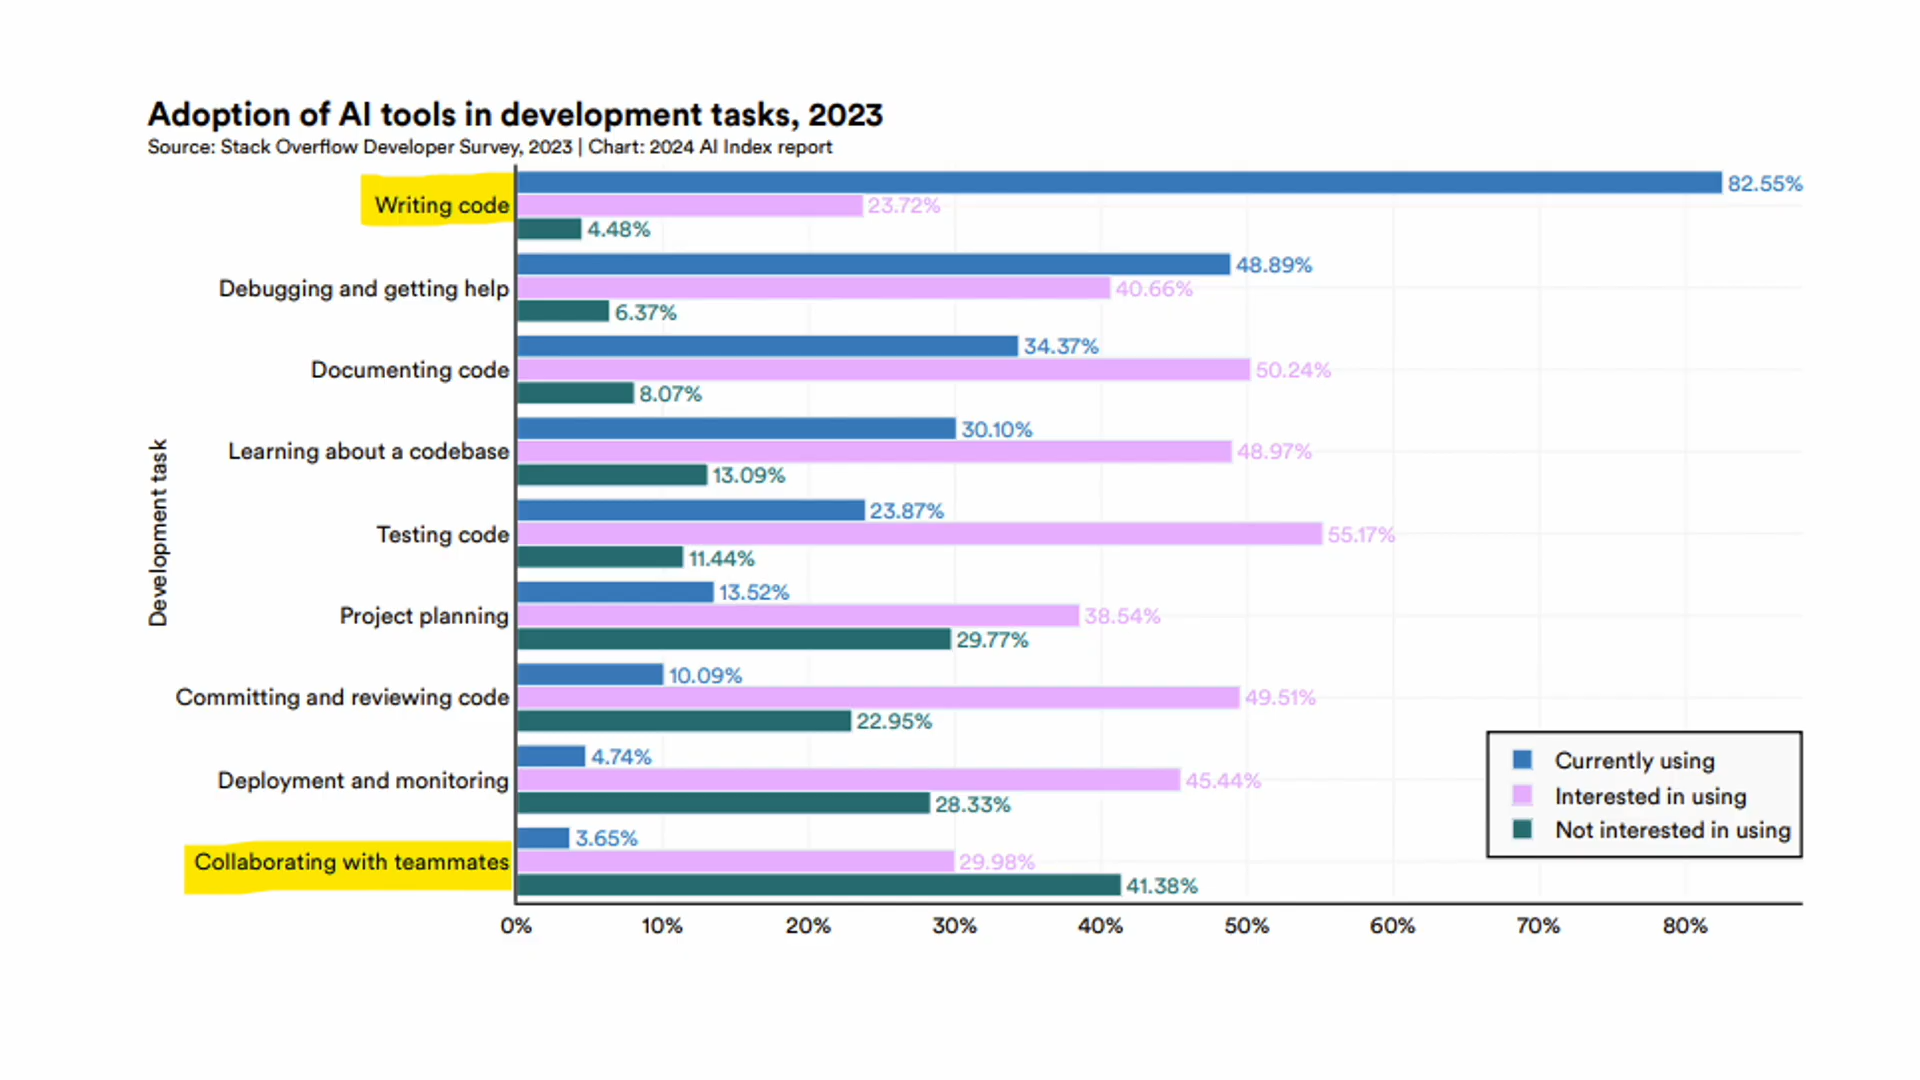 Adoption of AI tools in development tasks, 2023
Source: Stack Overflow Developer Survey, 2023 | Chart: 2024 AI Index report
Development task
Writing code
82.55%
23.72%
4.48%
Debugging and getting help
48.89%
40.66%
6.37%
Documenting code
34.37%
50.24%
8.07%
Learning about a codebase
30.10%
48.97%
13.09%
Testing code
23.87%
55.17%
11.44%
Project planning
13.52%
38.54%
29.77%
Committing and reviewing code
10.09%
49.51%
22.95%
Deployment and monitoring
4.74%
45.44%
28.33%
Collaborating with teammates
3.65%
29.98%
41.38%
Currently using
Interested in using
Not interested in using
0% 10% 20% 30% 40% 50% 60% 70% 80%